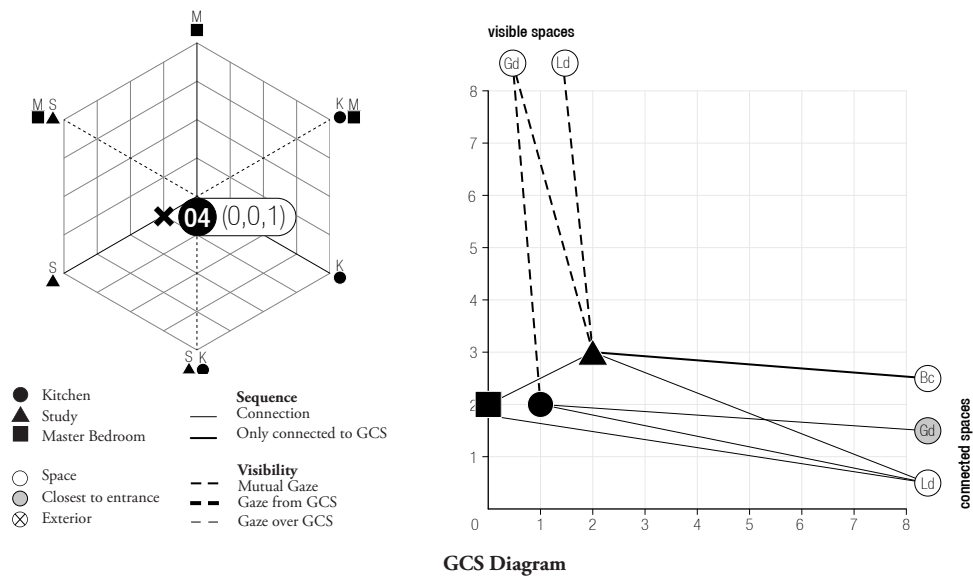 M
M S
K M
04 (0,0,1)
S
K
S K
Kitchen
Study
Master Bedroom
Space
Closest to entrance
Exterior
Sequence
Connection
Only connected to GCS
Visibility
Mutual Gaze
Gaze from GCS
Gaze over GCS
visible spaces
Gd Ld
8
7
6
5
4
3
2
1
0 1 2 3 4 5 6 7 8
Bc
Gd
Ld
connected spaces
GCS Diagram